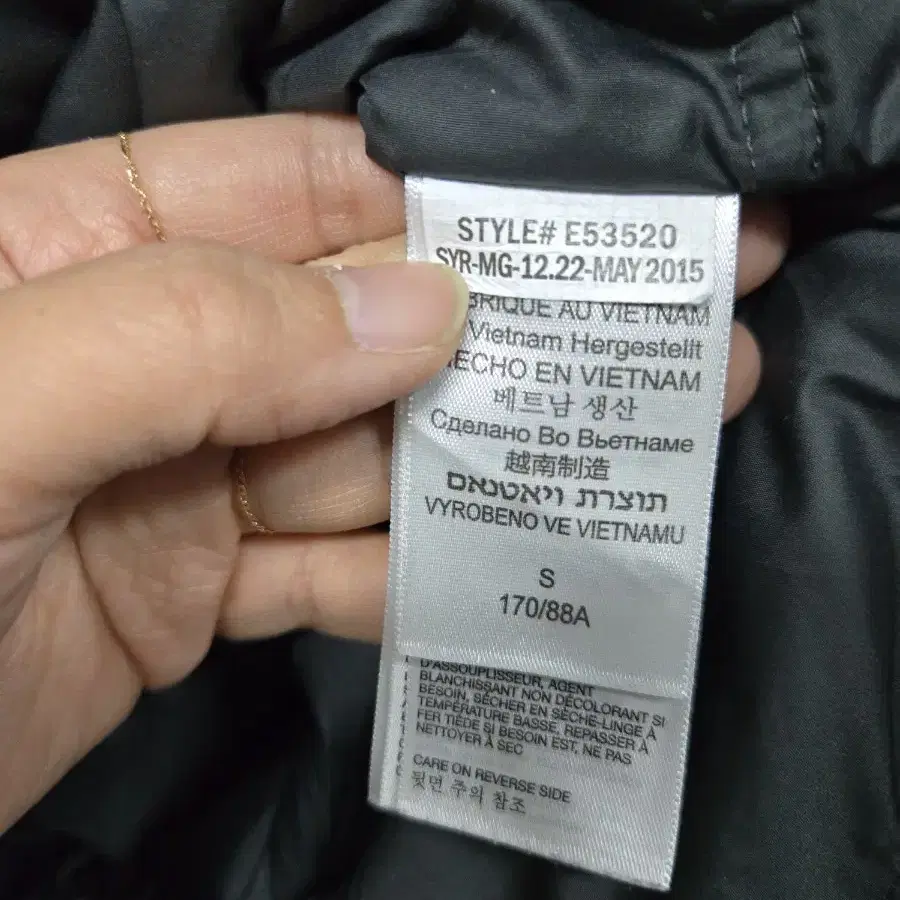 STYLE# E53520
SYR-MG-12.22-MAY 2015
BRIQUE AU VIETNAM
Vietnam Hergestellt
ECHO EN VIETNAM
베트남 생산
Сделано Во Вьетнаме
越南制造
תוצרת ויאטנאם
VYROBENO VE VIETNAMU
S
170/88A
D'ASSOUPLISSEUR, AGENT
BLANCHISSANT NON DÉCOLORANT SI
BESOIN, SÉCHER EN SÈCHE-LINGE À
TEMPÉRATURE BASSE, REPASSER À
FER TIÈDE SI BESOIN EST, NE PAS
NETTOYER À SEC
CARE ON REVERSE SIDE
뒷면 주의 참조